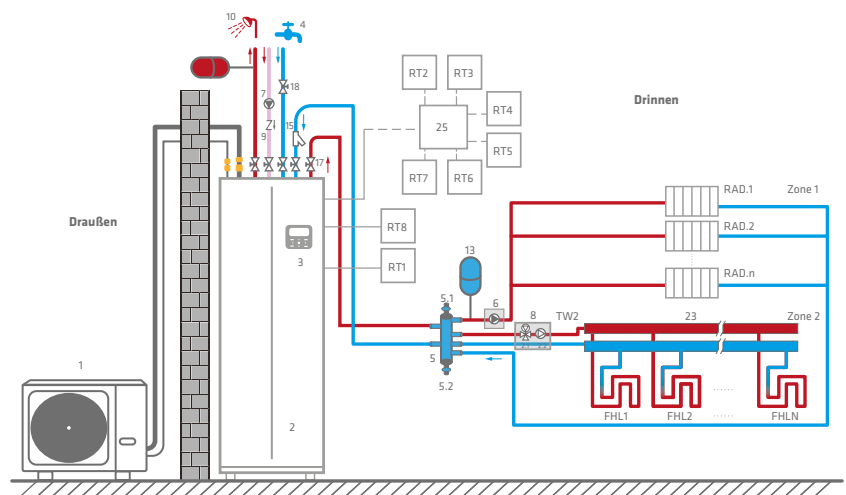 10
4
RT2
RT3
7
18
RT4
Drinnen
15
25
9
RT5
17
RT7
RT6
RAD.1
Zone 1
Draußen
RT8
RAD.2
3
13
RT1
RAD.n
5.1
6
8
TW2
23
Zone 2
5
1
5.2
FHL1
FHL2
FHLN
2